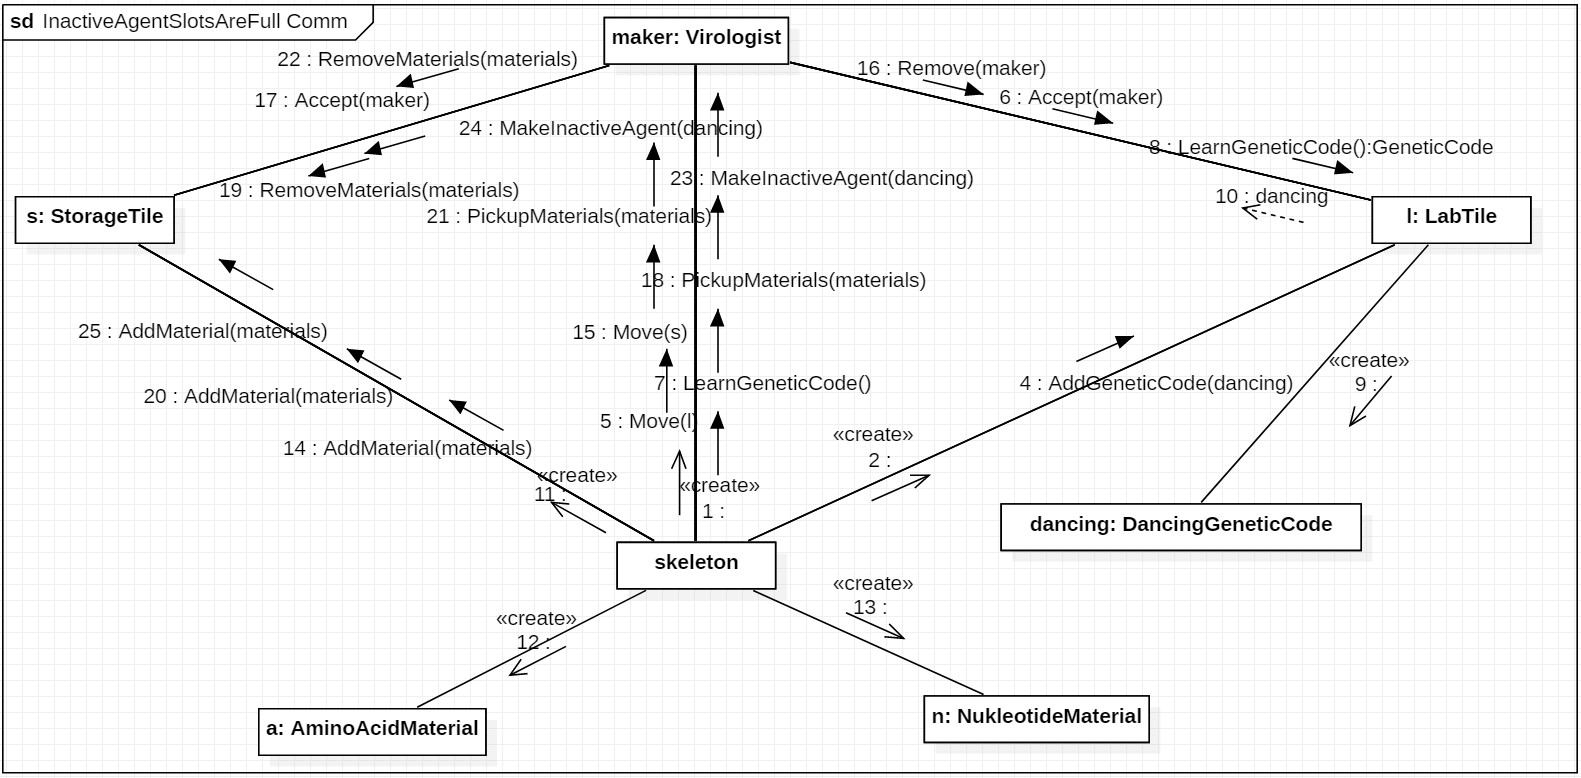 sd InactiveAgentSlotsAreFull Comm
maker: Virologist
22 : RemoveMaterials(materials)
16 : Remove(maker)
17 : Accept(maker)
6 : Accept(maker)
24 : MakeInactiveAgent(dancing)
8 : LearnGeneticCode():GeneticCode
23 : MakeInactiveAgent(dancing)
19 : RemoveMaterials(materials)
10 : dancing
s: StorageTile
21 : PickupMaterials(materials)
l: LabTile
18 : PickupMaterials(materials)
25 : AddMaterial(materials)
15 : Move(s)
«create»
9 :
7 : LearnGeneticCode()
4 : AddGeneticCode(dancing)
20 : AddMaterial(materials)
5 : Move(l)
«create»
2 :
14 : AddMaterial(materials)
«create»
11 :
«create»
1 :
dancing: DancingGeneticCode
skeleton
«create»
13 :
«create»
12 :
a: AminoAcidMaterial
n: NukleotideMaterial